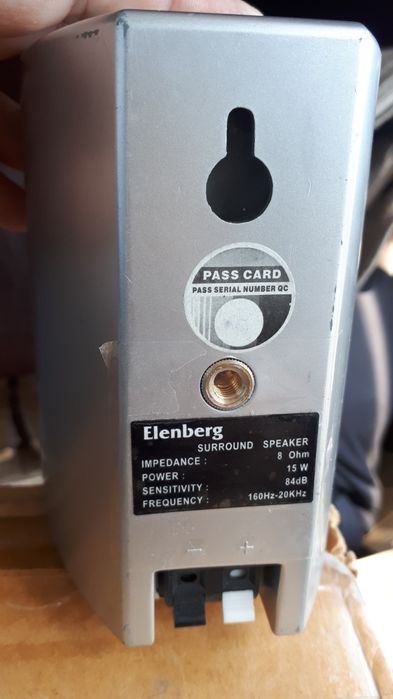 PASS CARD
PASS SERIAL NUMBER QC
Elenberg
SURROUND SPEAKER
IMPEDANCE : 8 Ohm
POWER : 15 W
SENSITIVITY : 84dB
FREQUENCY : 160Hz-20KHz
- +